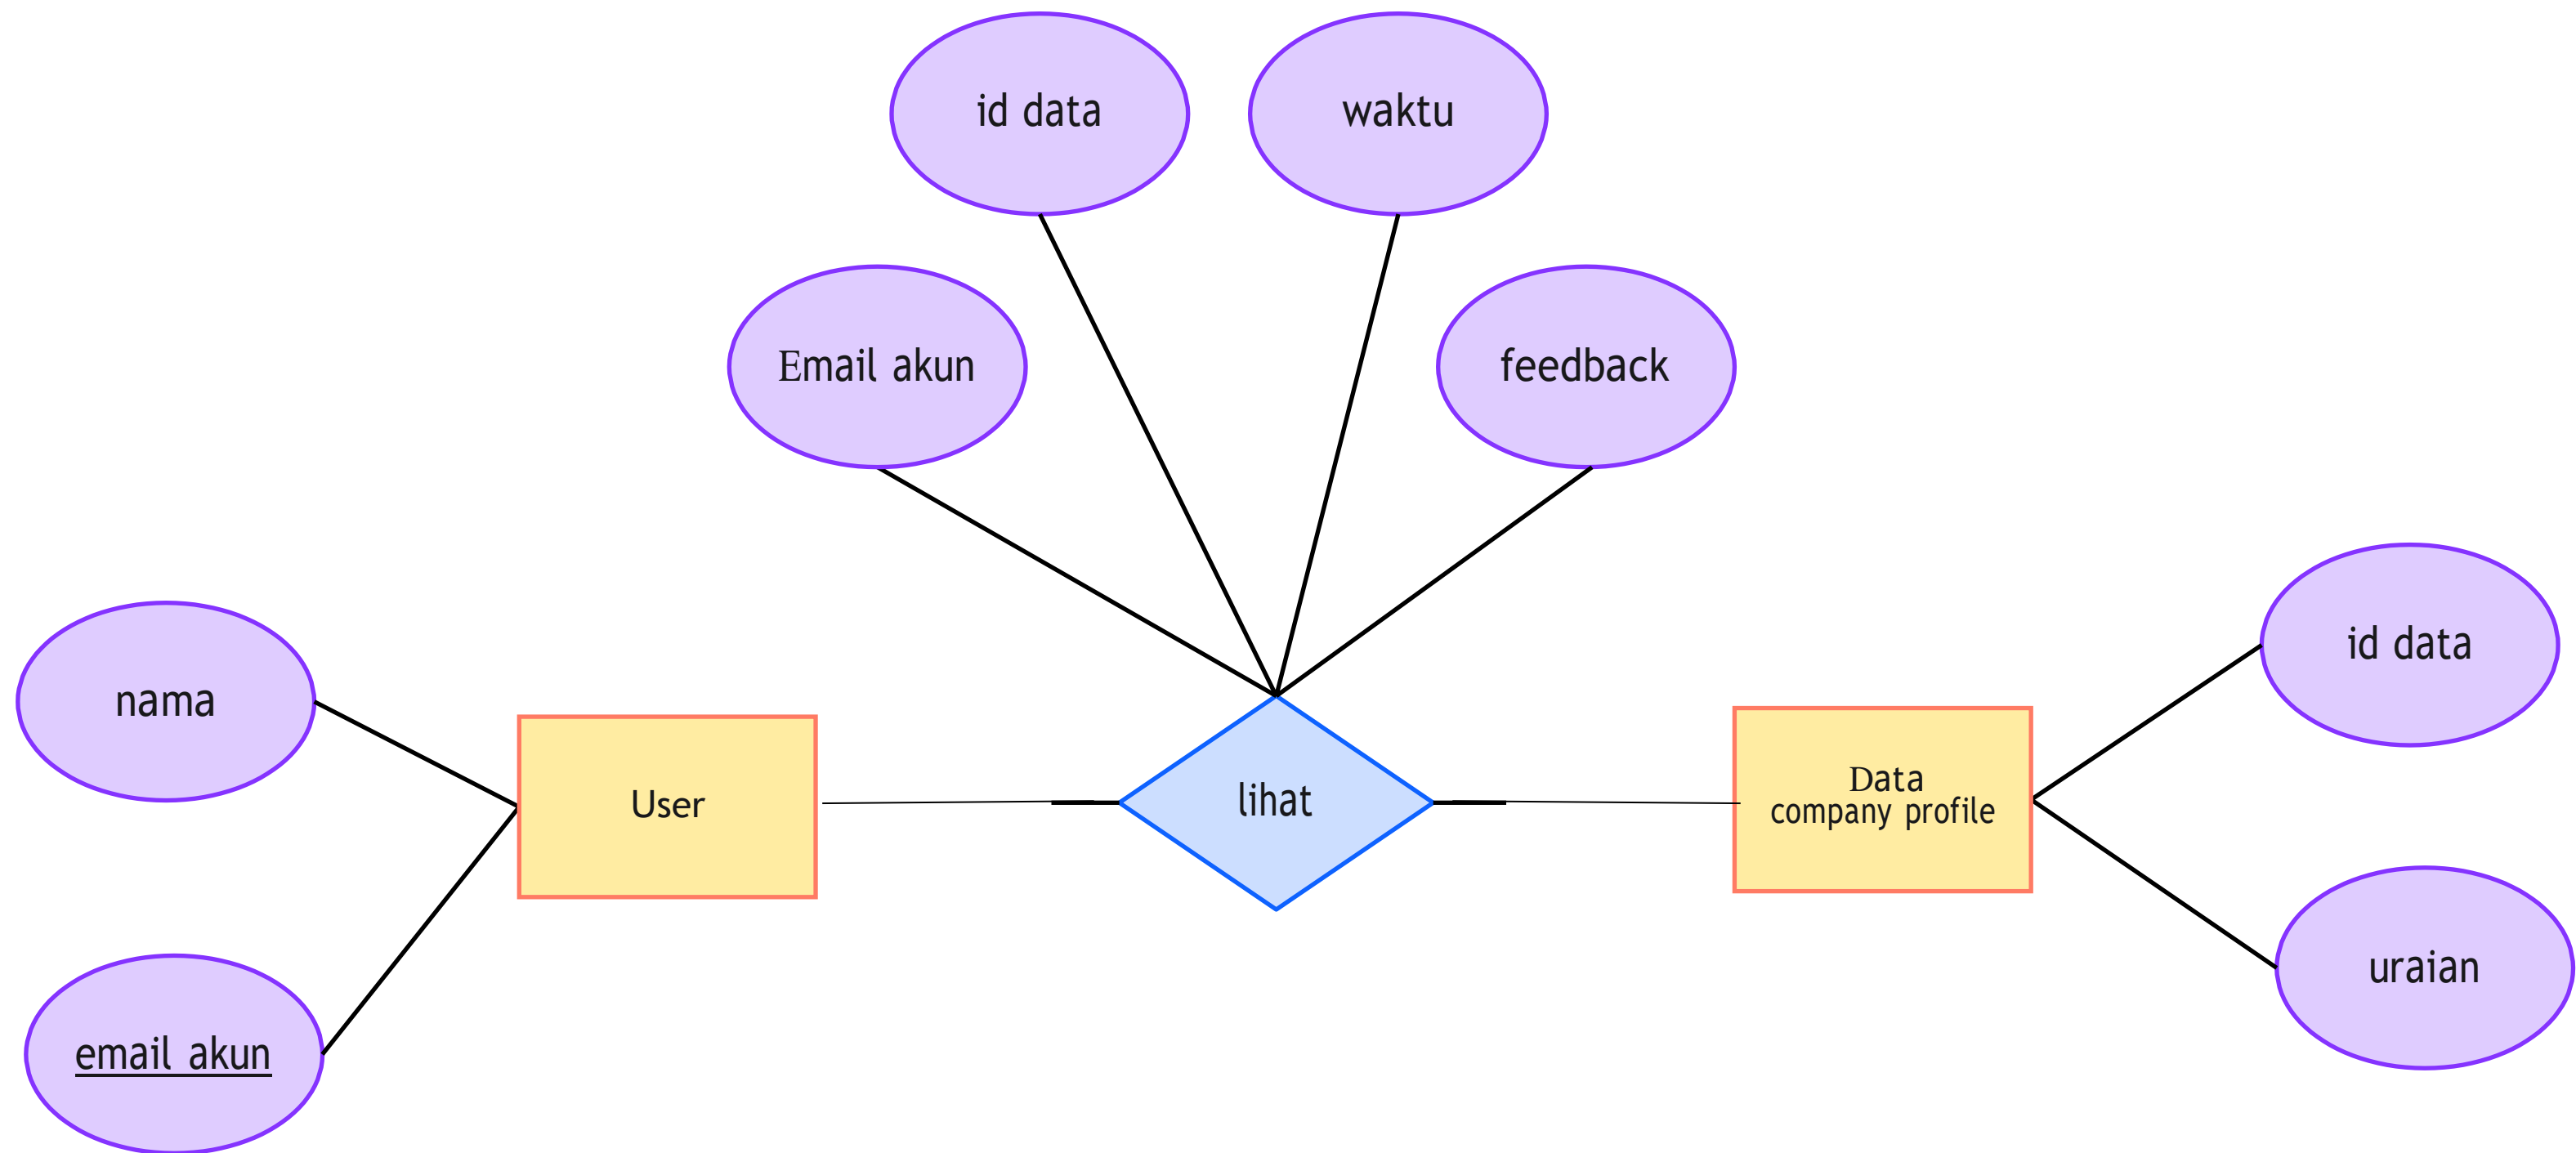 id data
waktu
Email akun
feedback
nama
id data
User
lihat
Data
company profile
email akun
uraian